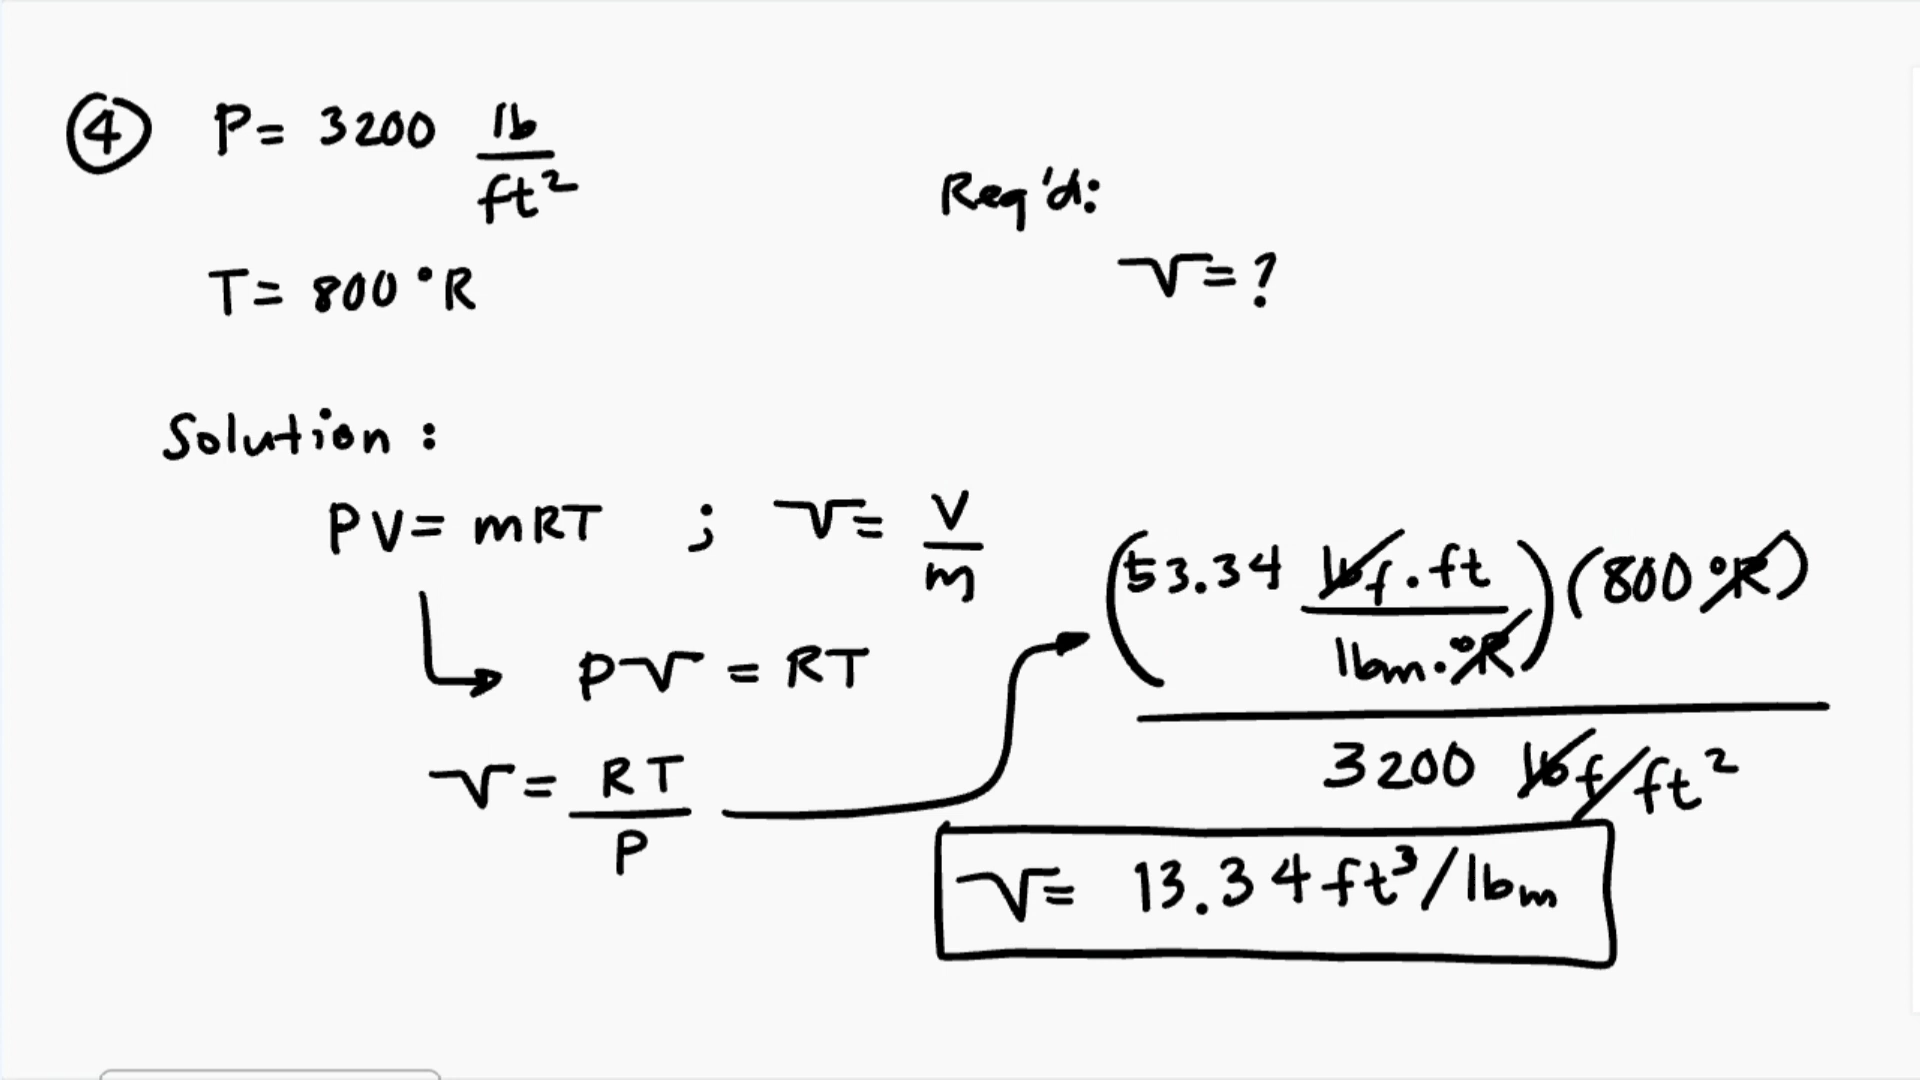 ④ P = 3200 lb/ft²
Req'd:
v = ?
T = 800 °R
Solution :
PV = mRT ; v = V/m
Pv = RT
v = RT/P
(53.34 lbf·ft/lbm·°R)(800 °R)
3200 lbf/ft²
v = 13.34 ft³/lbm